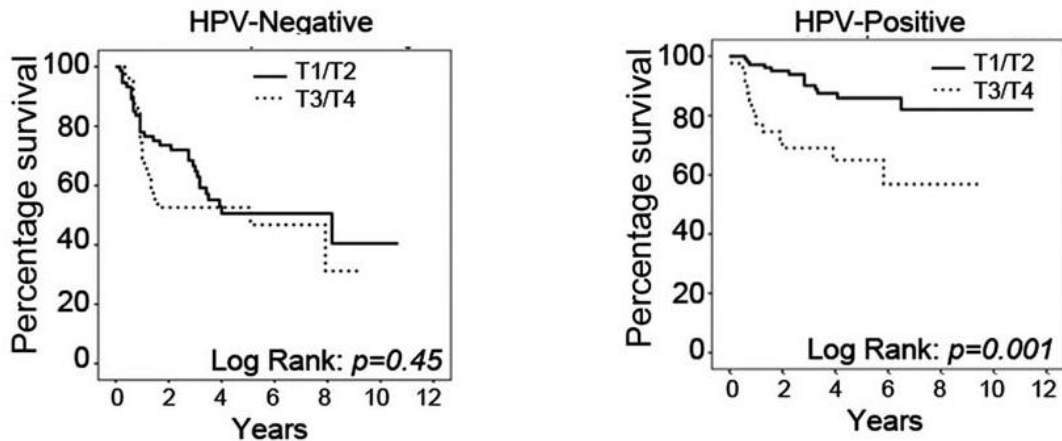 HPV-Negative
Percentage survival
100
80
60
40
20
0
T1/T2
T3/T4
Log Rank: p=0.45
0 2 4 6 8 10 12
Years
HPV-Positive
Percentage survival
100
80
60
40
20
0
T1/T2
T3/T4
Log Rank: p=0.001
0 2 4 6 8 10 12
Years